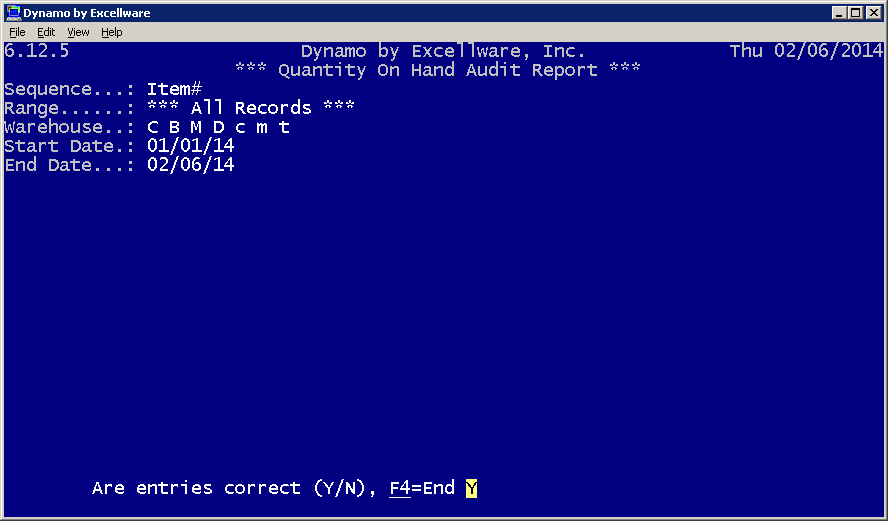 Dynamo by Excellware
File Edit View Help
6.12.5 Dynamo by Excellware, Inc. Thu 02/06/2014
*** Quantity On Hand Audit Report ***
Sequence...: Item#
Range......: *** All Records ***
Warehouse..: C B M D c m t
Start Date.: 01/01/14
End Date...: 02/06/14
Are entries correct (Y/N), F4=End Y